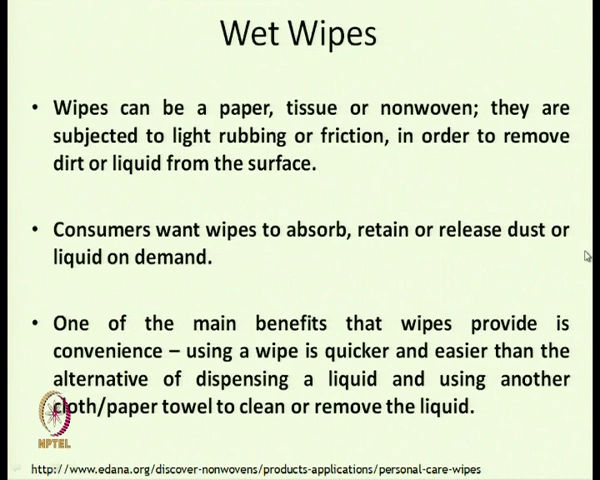 Wet Wipes
• Wipes can be a paper, tissue or nonwoven; they are
subjected to light rubbing or friction, in order to remove
dirt or liquid from the surface.
• Consumers want wipes to absorb, retain or release dust or
liquid on demand.
• One of the main benefits that wipes provide is
convenience – using a wipe is quicker and easier than the
alternative of dispensing a liquid and using another
cloth/paper towel to clean or remove the liquid.
NPTEL
http://www.edana.org/discover-nonwovens/products-applications/personal-care-wipes